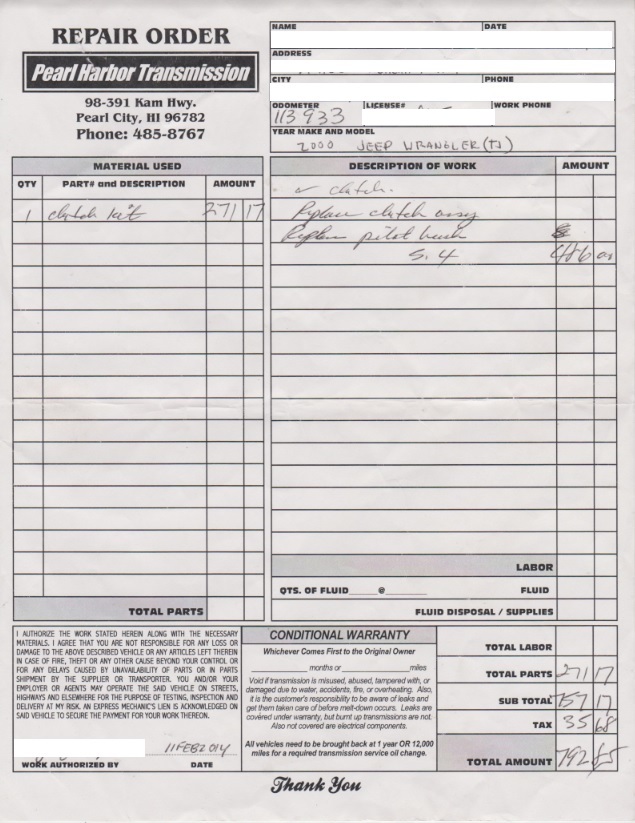 REPAIR ORDER
Pearl Harbor Transmission
98-391 Kam Hwy.
Pearl City, HI 96782
Phone: 485-8767
NAME DATE
ADDRESS
CITY PHONE
ODOMETER LICENSE# WORK PHONE
113933
YEAR MAKE AND MODEL
2000 JEEP WRANGLER (TJ)
MATERIAL USED
QTY PART# and DESCRIPTION AMOUNT
1 clutch kit 271 17
TOTAL PARTS
DESCRIPTION OF WORK AMOUNT
✓ clutch.
Replace clutch assy
Replace pilot bush
5.4 486 00
LABOR
QTS. OF FLUID______@______ FLUID
FLUID DISPOSAL / SUPPLIES
I AUTHORIZE THE WORK STATED HEREIN ALONG WITH THE NECESSARY
MATERIALS. I AGREE THAT YOU ARE NOT RESPONSIBLE FOR ANY LOSS OR
DAMAGE TO THE ABOVE DESCRIBED VEHICLE OR ANY ARTICLES LEFT THEREIN
IN CASE OF FIRE, THEFT OR ANY OTHER CAUSE BEYOND YOUR CONTROL OR
FOR ANY DELAYS CAUSED BY UNAVAILABILITY OF PARTS OR IN PARTS
SHIPMENT BY THE SUPPLIER OR TRANSPORTER. YOU AND/OR YOUR
EMPLOYER OR AGENTS MAY OPERATE THE SAID VEHICLE ON STREETS,
HIGHWAYS AND ELSEWHERE FOR THE PURPOSE OF TESTING, INSPECTION AND
DELIVERY AT MY RISK. AN EXPRESS MECHANIC'S LIEN IS ACKNOWLEDGED ON
SAID VEHICLE TO SECURE THE PAYMENT FOR YOUR WORK THEREON.
11FEB2014
WORK AUTHORIZED BY DATE
CONDITIONAL WARRANTY
Whichever Comes First to the Original Owner
____________ months or ____________miles
Void if transmission is misused, abused, tampered with, or
damaged due to water, accidents, fire, or overheating. Also,
it is the customer's responsibility to be aware of leaks and
get them taken care of before melt-down occurs. Leaks are
covered under warranty, but burnt up transmissions are not.
Also not covered are electrical components.
All vehicles need to be brought back at 1 year OR 12,000
miles for a required transmission service oil change.
TOTAL LABOR
TOTAL PARTS 271 17
SUB TOTAL 757 17
TAX 35 68
TOTAL AMOUNT 792 85
Thank You